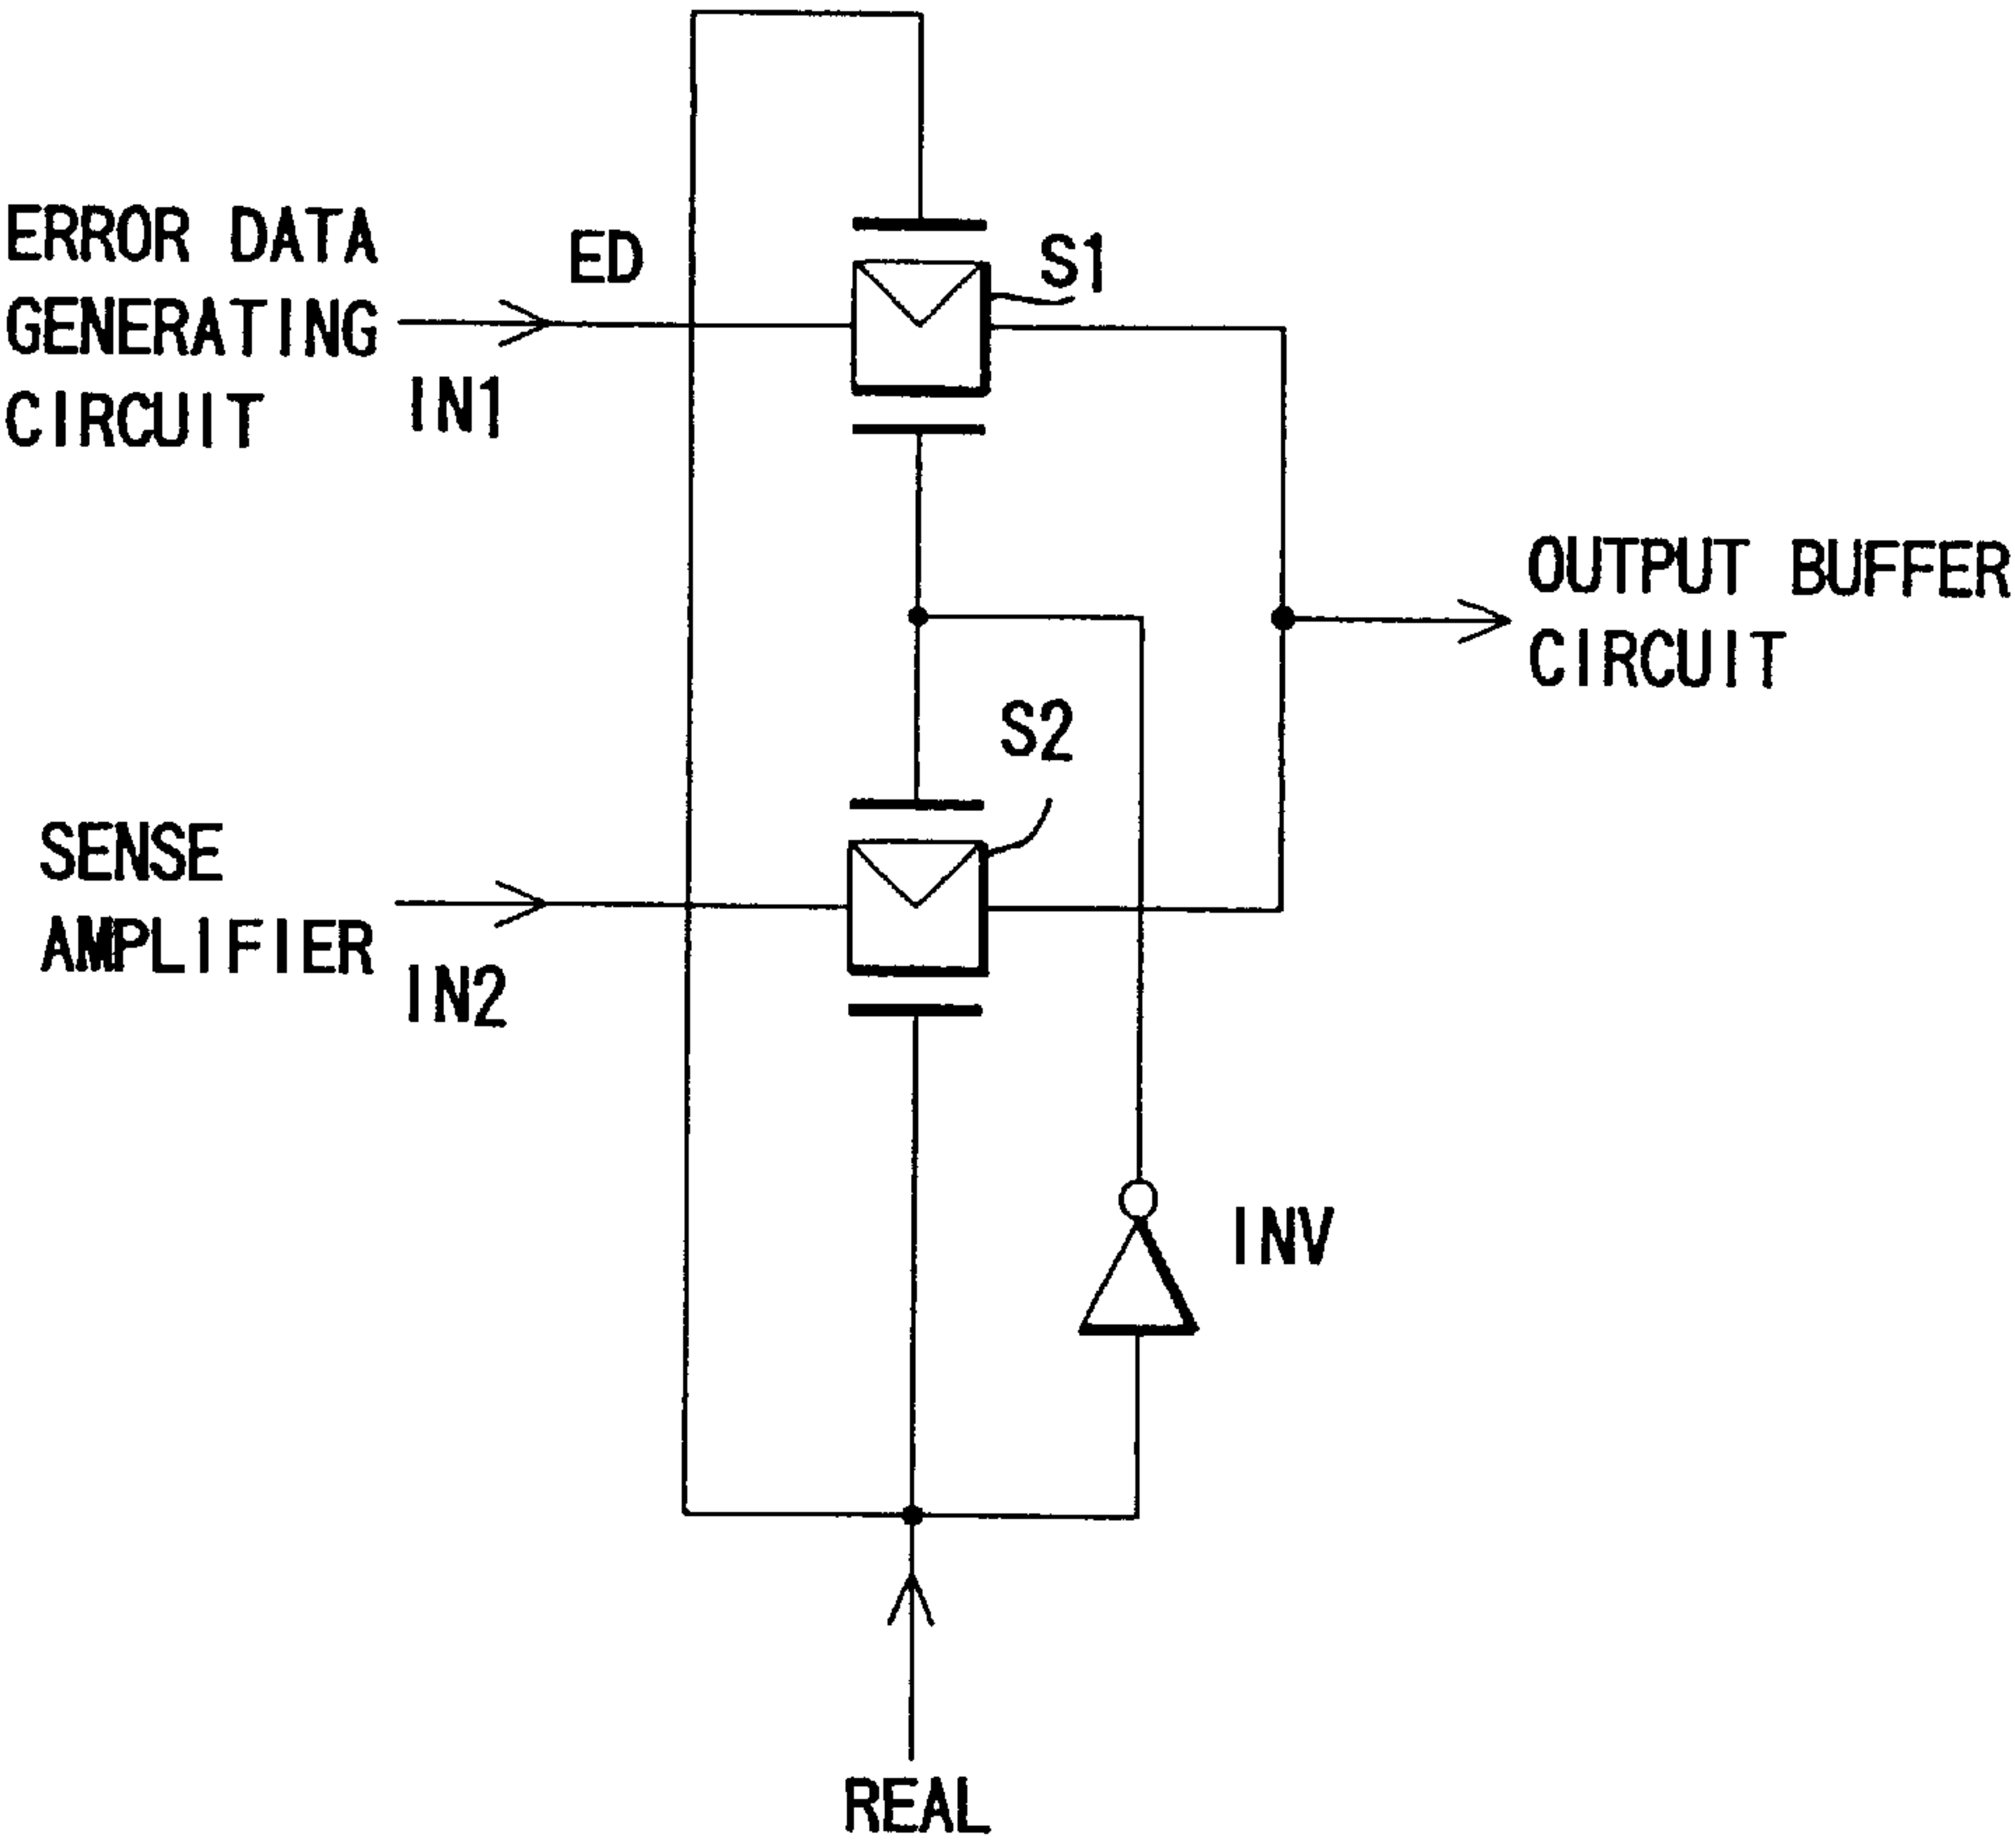 ERROR DATA
GENERATING
CIRCUIT
ED
IN1
S1
OUTPUT BUFFER
CIRCUIT
S2
SENSE
AMPLIFIER
IN2
INV
REAL